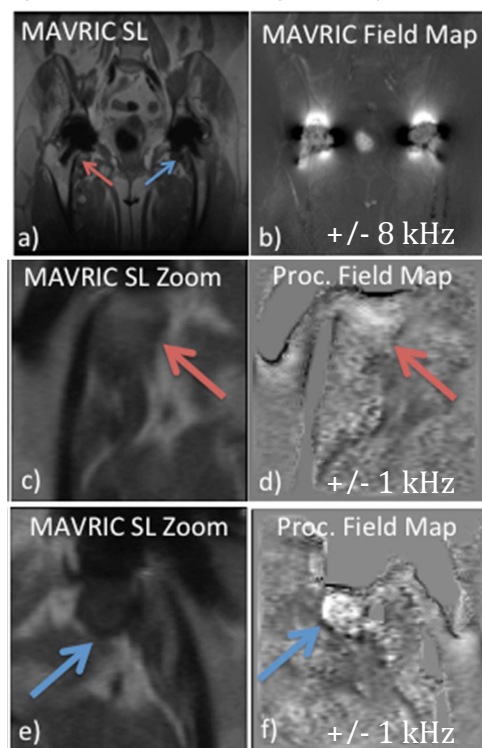 MAVRIC SL
MAVRIC Field Map
a)
b)
+/- 8 kHz
MAVRIC SL Zoom
Proc. Field Map
c)
d)
+/- 1 kHz
MAVRIC SL Zoom
Proc. Field Map
e)
f)
+/- 1 kHz